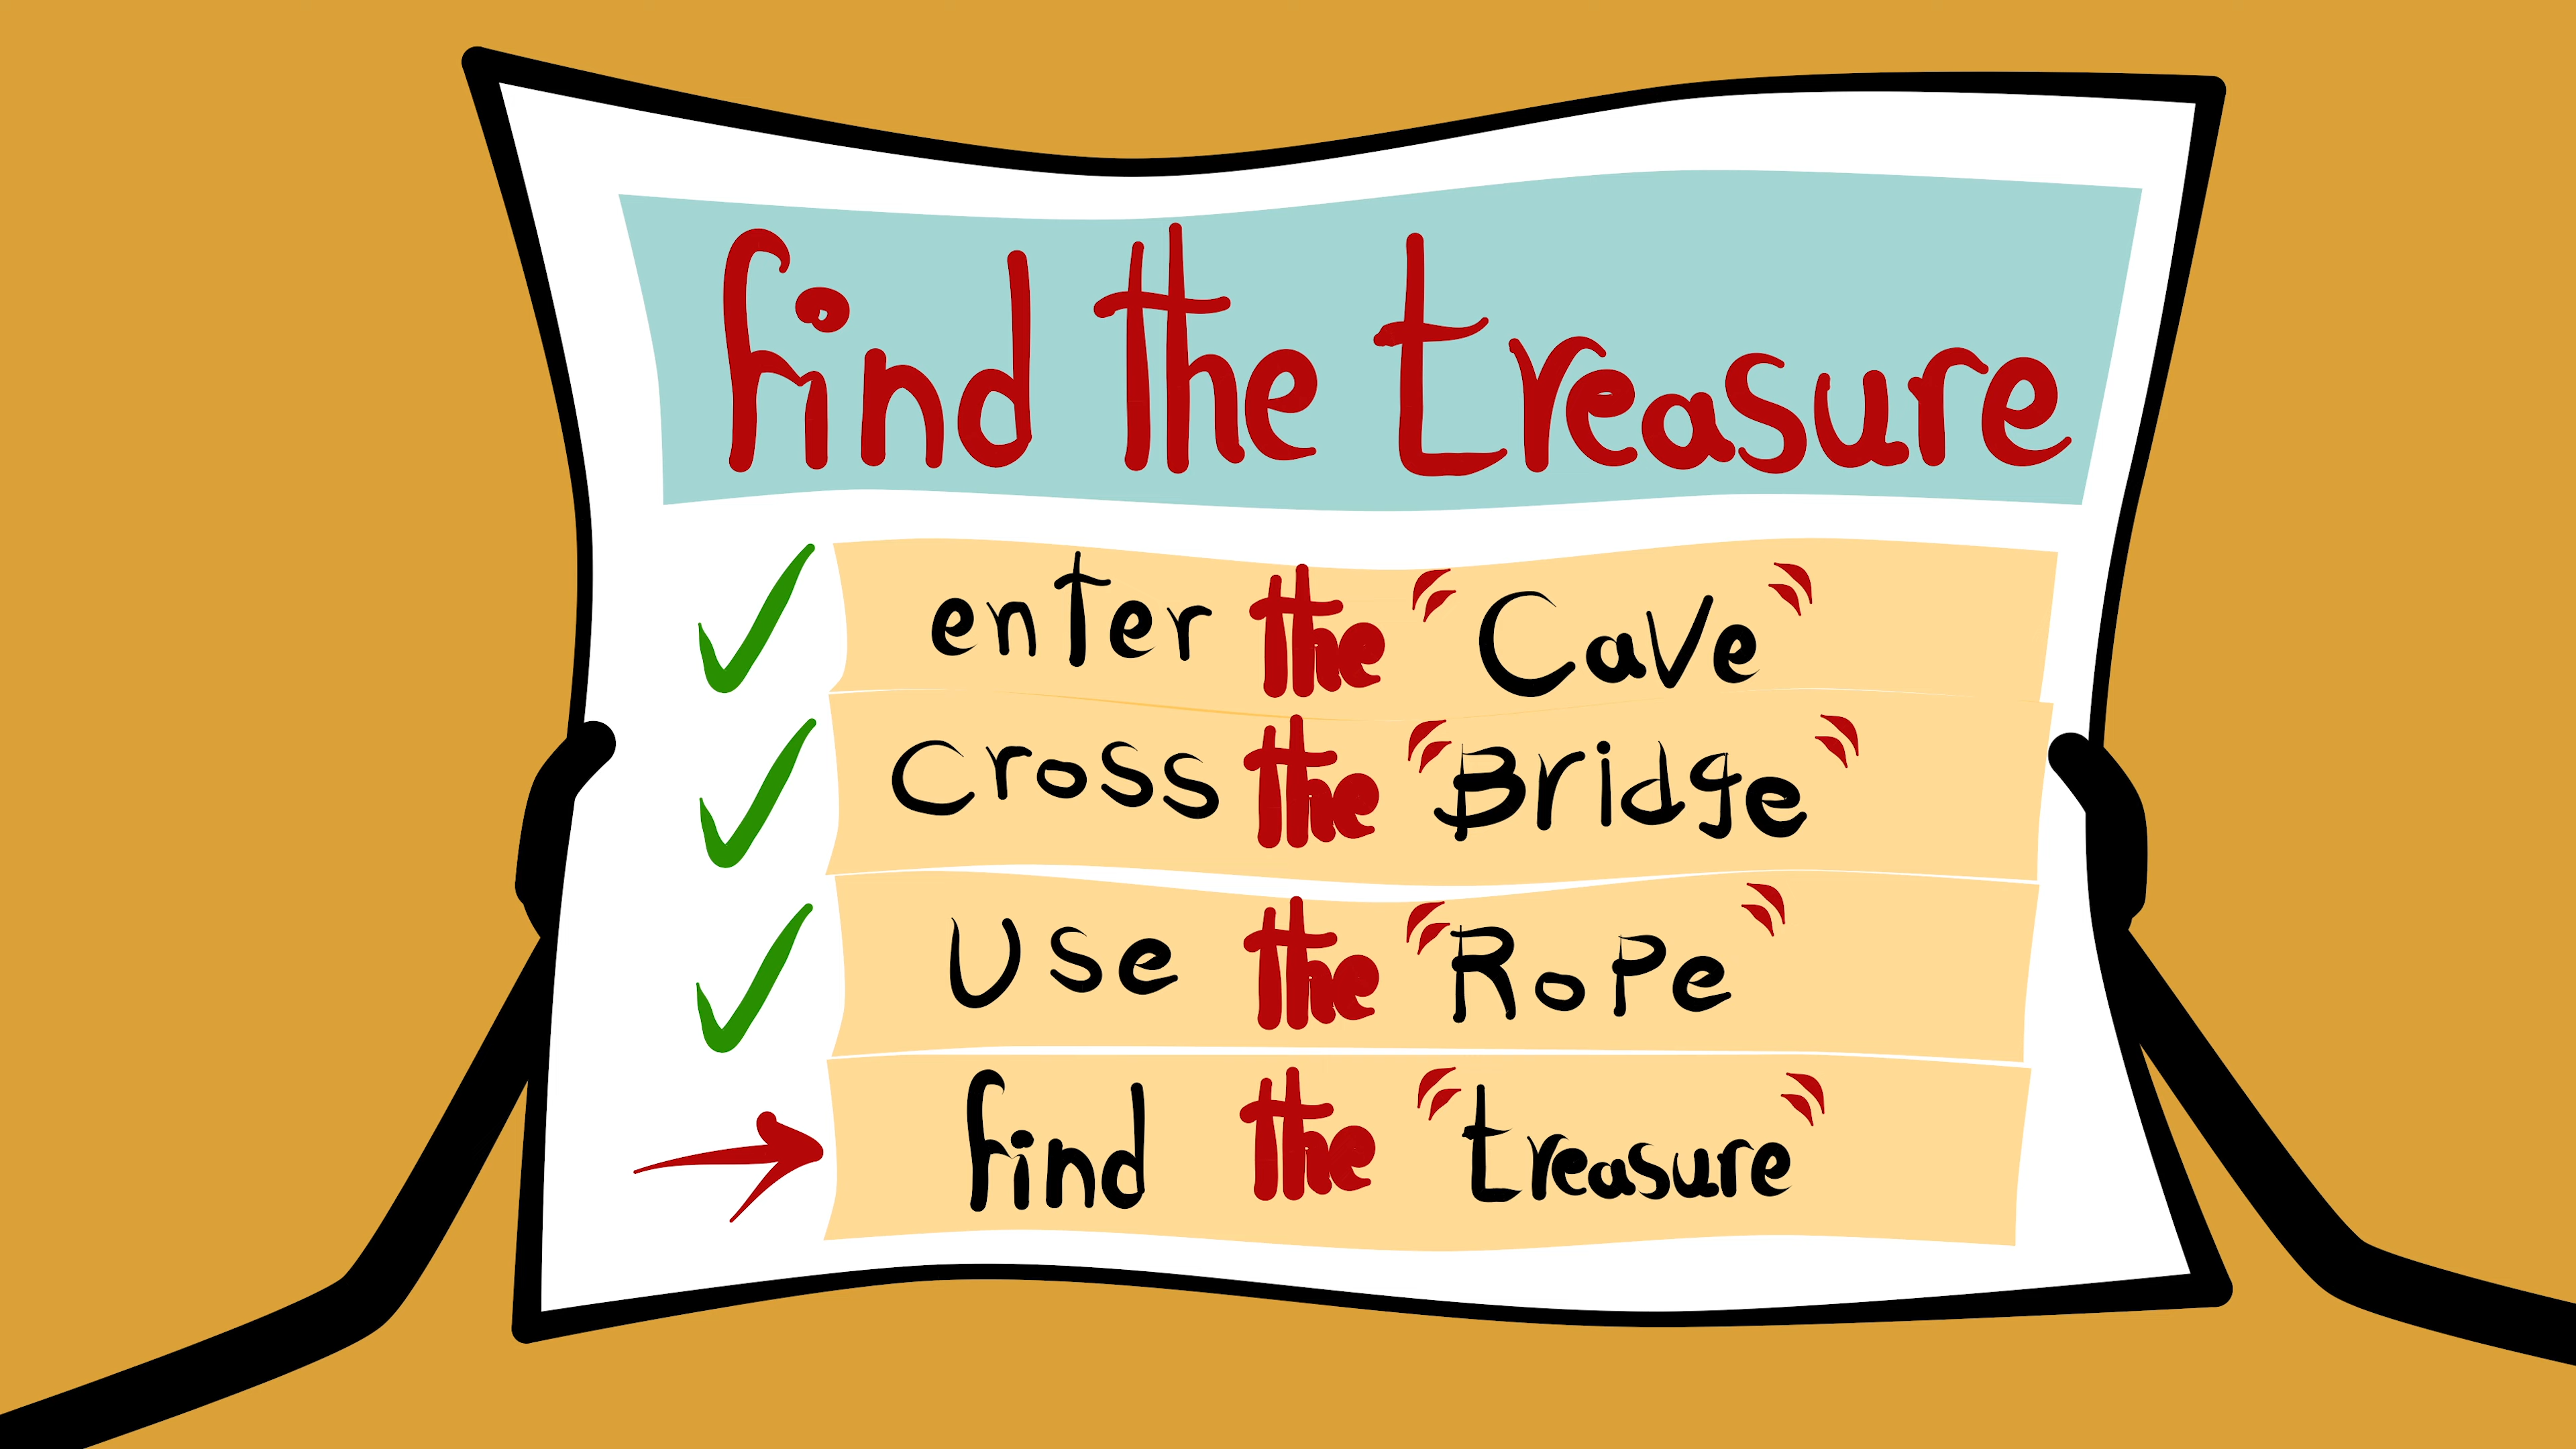 find the treasure
enter the "Cave"
Cross the "Bridge"
Use the "Rope"
find the "treasure"